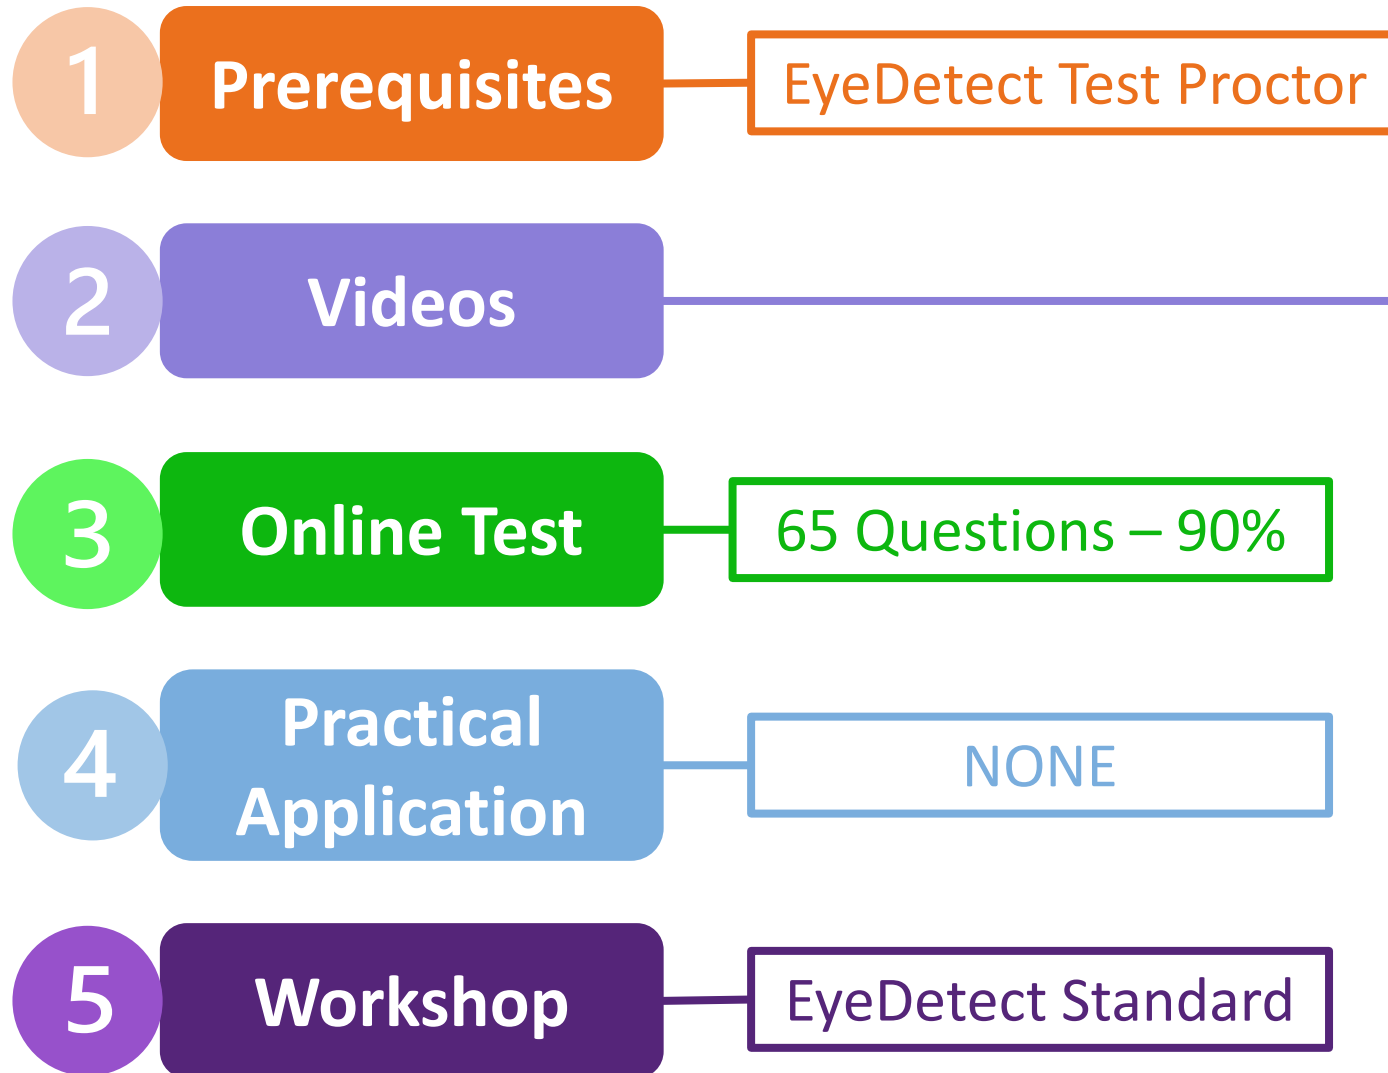 1
Prerequisites
EyeDetect Test Proctor
2
Videos
3
Online Test
65 Questions – 90%
4
Practical
Application
NONE
5
Workshop
EyeDetect Standard